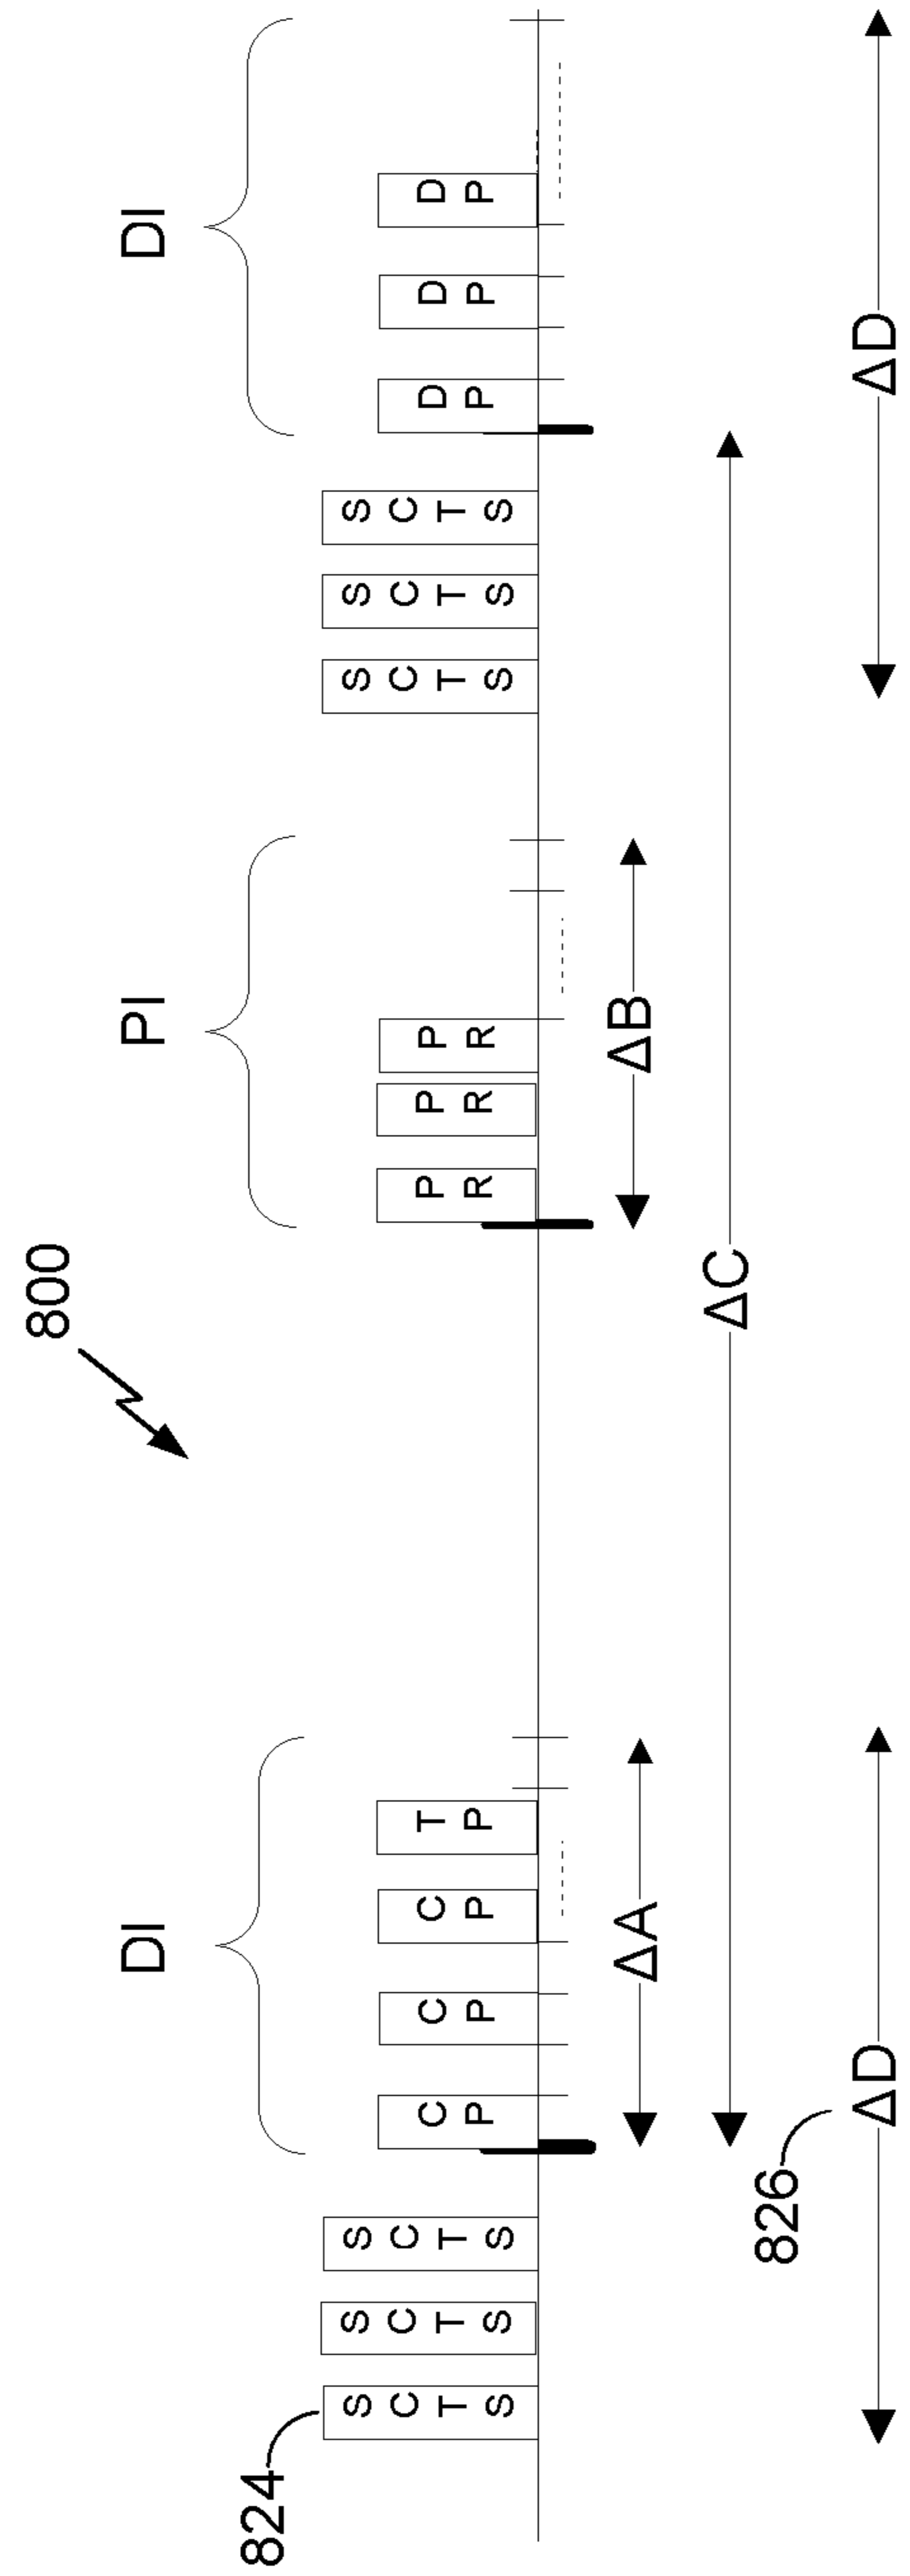 800
DI
PI
DI
824
SCTS
SCTS
SCTS
CP
CP
CP
TP
PR
PR
PR
SCTS
SCTS
SCTS
DP
DP
DP
ΔA
ΔB
ΔC
826
ΔD
ΔD